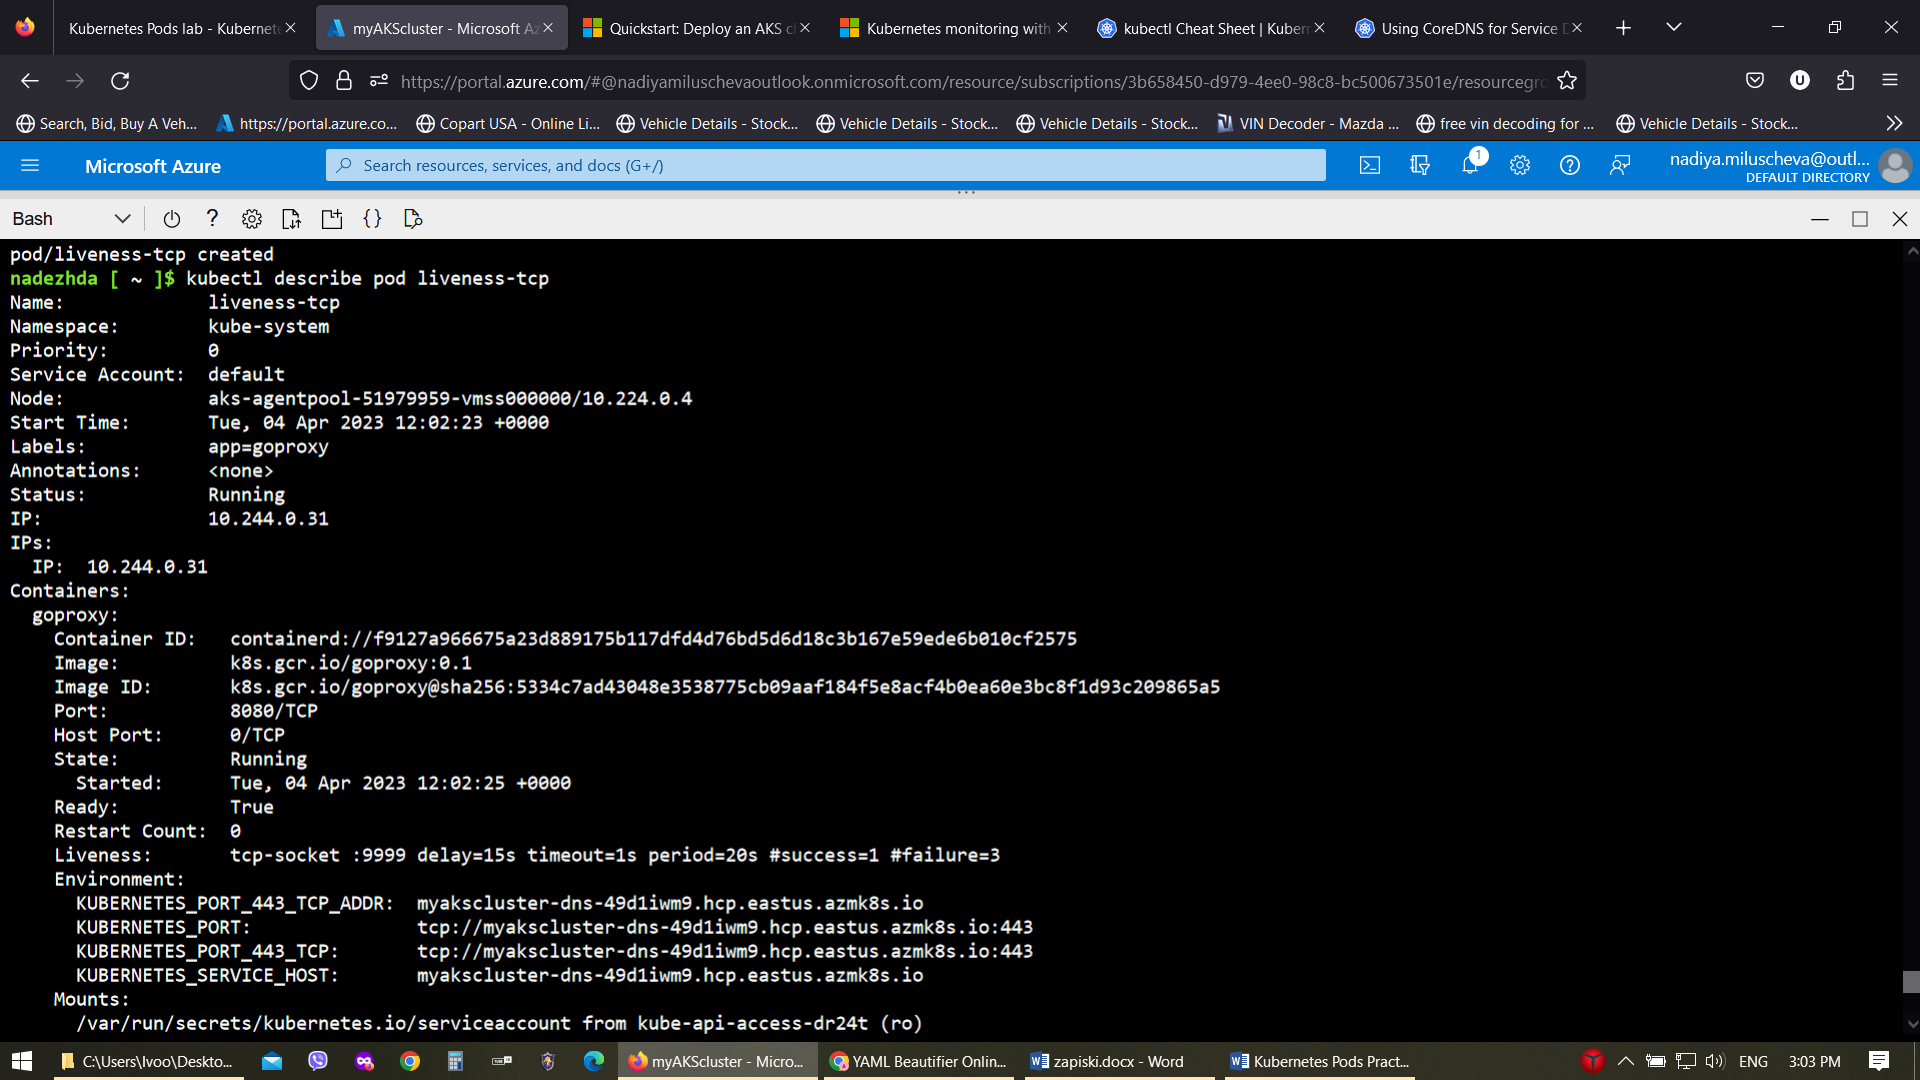 Kubernetes Pods lab - Kubernete
myAKScluster - Microsoft Az
Quickstart: Deploy an AKS cl
Kubernetes monitoring with
kubectl Cheat Sheet | Kubern
Using CoreDNS for Service D
https://portal.azure.com/#@nadiyamiluschevaoutlook.onmicrosoft.com/resource/subscriptions/3b658450-d979-4ee0-98c8-bc500673501e/resourcegro
Search, Bid, Buy A Veh...
https://portal.azure.co...
Copart USA - Online Li...
Vehicle Details - Stock...
Vehicle Details - Stock...
Vehicle Details - Stock...
VIN Decoder - Mazda ...
free vin decoding for ...
Vehicle Details - Stock...
Microsoft Azure
Search resources, services, and docs (G+/)
1
nadiya.miluscheva@outl...
DEFAULT DIRECTORY
Bash
pod/liveness-tcp created
nadezhda [ ~ ]$ kubectl describe pod liveness-tcp
Name: liveness-tcp
Namespace: kube-system
Priority: 0
Service Account: default
Node: aks-agentpool-51979959-vmss000000/10.224.0.4
Start Time: Tue, 04 Apr 2023 12:02:23 +0000
Labels: app=goproxy
Annotations: <none>
Status: Running
IP: 10.244.0.31
IPs:
IP: 10.244.0.31
Containers:
goproxy:
Container ID: containerd://f9127a966675a23d889175b117dfd4d76bd5d6d18c3b167e59ede6b010cf2575
Image: k8s.gcr.io/goproxy:0.1
Image ID: k8s.gcr.io/goproxy@sha256:5334c7ad43048e3538775cb09aaf184f5e8acf4b0ea60e3bc8f1d93c209865a5
Port: 8080/TCP
Host Port: 0/TCP
State: Running
Started: Tue, 04 Apr 2023 12:02:25 +0000
Ready: True
Restart Count: 0
Liveness: tcp-socket :9999 delay=15s timeout=1s period=20s #success=1 #failure=3
Environment:
KUBERNETES_PORT_443_TCP_ADDR: myakscluster-dns-49d1iwm9.hcp.eastus.azmk8s.io
KUBERNETES_PORT: tcp://myakscluster-dns-49d1iwm9.hcp.eastus.azmk8s.io:443
KUBERNETES_PORT_443_TCP: tcp://myakscluster-dns-49d1iwm9.hcp.eastus.azmk8s.io:443
KUBERNETES_SERVICE_HOST: myakscluster-dns-49d1iwm9.hcp.eastus.azmk8s.io
Mounts:
/var/run/secrets/kubernetes.io/serviceaccount from kube-api-access-dr24t (ro)
C:\Users\Ivoo\Deskto...
myAKScluster - Micro...
YAML Beautifier Onlin...
zapiski.docx - Word
Kubernetes Pods Pract...
ENG
3:03 PM